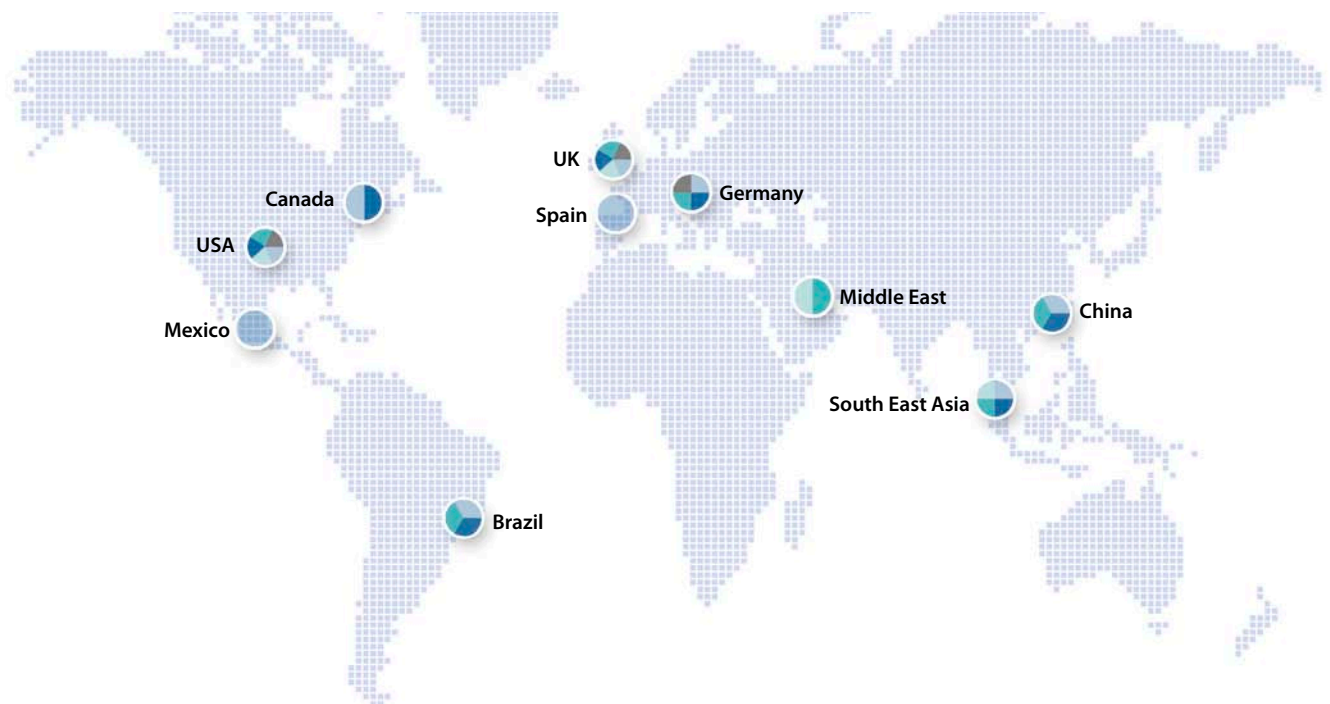 UK
Germany
Canada
Spain
USA
Middle East
China
Mexico
South East Asia
Brazil